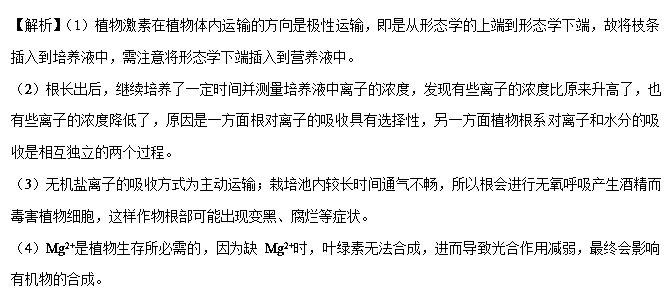 【解析】（1）植物激素在植物体内运输的方向是极性运输，即是从形态学的上端到形态学下端，故将枝条
插入到培养液中，需注意将形态学下端插入到营养液中。
（2）根长出后，继续培养了一定时间并测量培养液中离子的浓度，发现有些离子的浓度比原来升高了，也
有些离子的浓度降低了，原因是一方面根对离子的吸收具有选择性，另一方面植物根系对离子和水分的吸
收是相互独立的两个过程。
（3）无机盐离子的吸收方式为主动运输；栽培池内较长时间通气不畅，所以根会进行无氧呼吸产生酒精而
毒害植物细胞，这样作物根部可能出现变黑、腐烂等症状。
（4）Mg²⁺是植物生存所必需的，因为缺 Mg²⁺时，叶绿素无法合成，进而导致光合作用减弱，最终会影响
有机物的合成。